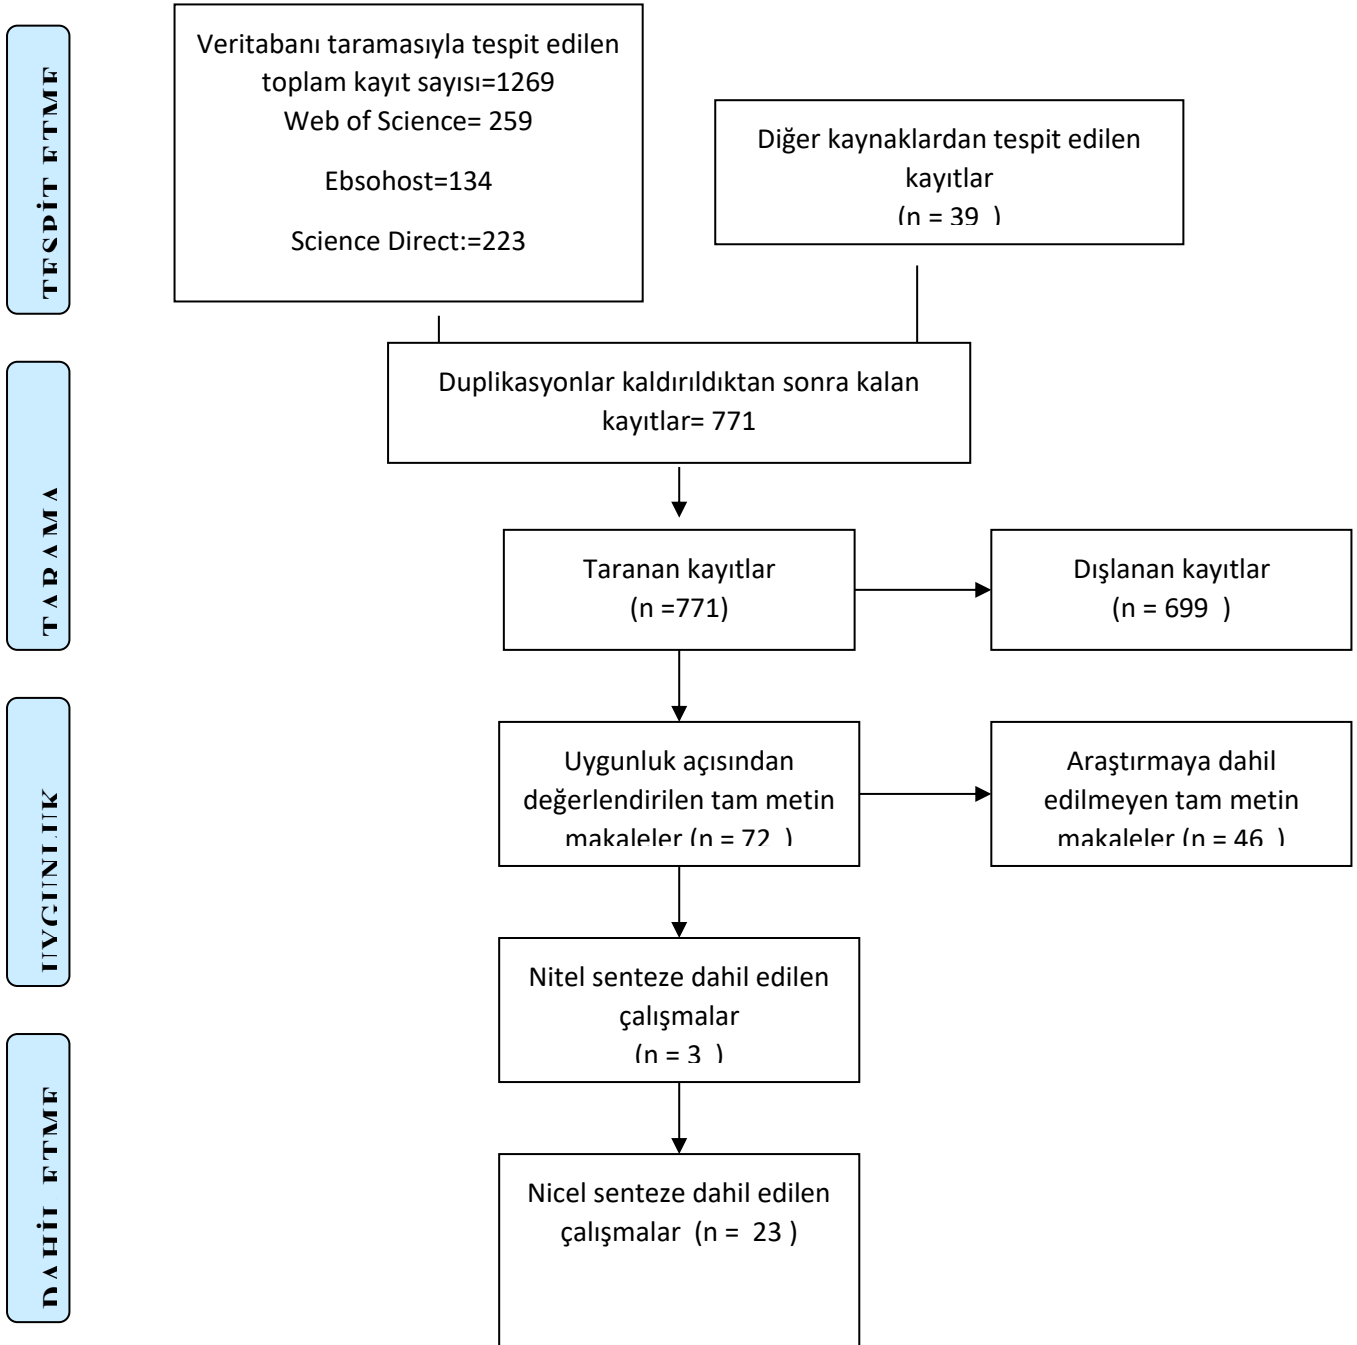 Veritabanı taramasıyla tespit edilen
toplam kayıt sayısı=1269
Web of Science= 259
Ebsohost=134
Science Direct:=223
Diğer kaynaklardan tespit edilen
kayıtlar
(n = 39  )
TESPİT ETME
Duplikasyonlar kaldırıldıktan sonra kalan
kayıtlar= 771
TARAMA
Taranan kayıtlar
(n =771)
Dışlanan kayıtlar
(n = 699  )
UYGUNLUK
Uygunluk açısından
değerlendirilen tam metin
makaleler (n = 72  )
Araştırmaya dahil
edilmeyen tam metin
makaleler (n = 46  )
Nitel senteze dahil edilen
çalışmalar
(n = 3  )
DAHİL ETME
Nicel senteze dahil edilen
çalışmalar  (n =  23 )